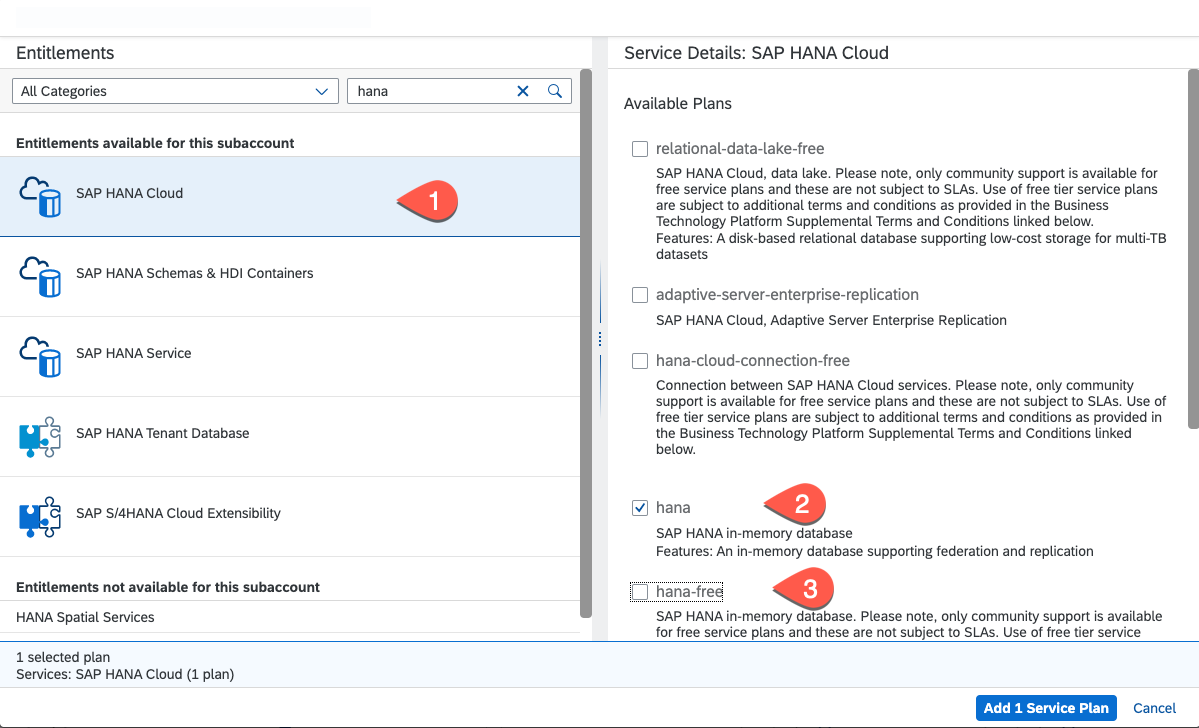 Entitlements
All Categories
hana
Entitlements available for this subaccount
SAP HANA Cloud
1
SAP HANA Schemas & HDI Containers
SAP HANA Service
SAP HANA Tenant Database
SAP S/4HANA Cloud Extensibility
Entitlements not available for this subaccount
HANA Spatial Services
Service Details: SAP HANA Cloud
Available Plans
relational-data-lake-free
SAP HANA Cloud, data lake. Please note, only community support is available for
free service plans and these are not subject to SLAs. Use of free tier service plans
are subject to additional terms and conditions as provided in the Business
Technology Platform Supplemental Terms and Conditions linked below.
Features: A disk-based relational database supporting low-cost storage for multi-TB
datasets
adaptive-server-enterprise-replication
SAP HANA Cloud, Adaptive Server Enterprise Replication
hana-cloud-connection-free
Connection between SAP HANA Cloud services. Please note, only community
support is available for free service plans and these are not subject to SLAs. Use of
free tier service plans are subject to additional terms and conditions as provided in
the Business Technology Platform Supplemental Terms and Conditions linked
below.
hana
2
SAP HANA in-memory database
Features: An in-memory database supporting federation and replication
hana-free
3
SAP HANA in-memory database. Please note, only community support is available
for free service plans and these are not subject to SLAs. Use of free tier service
1 selected plan
Services: SAP HANA Cloud (1 plan)
Add 1 Service Plan
Cancel